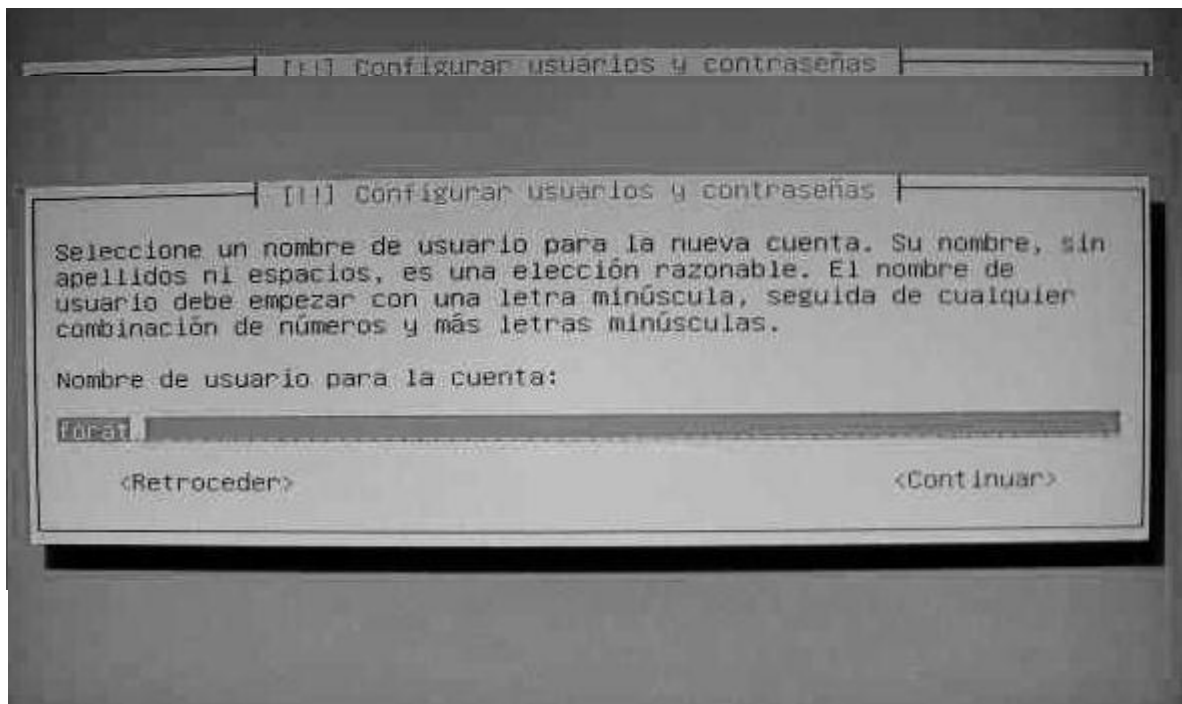 [!!] Configurar usuarios y contraseñas
[!!] Configurar usuarios y contraseñas
Seleccione un nombre de usuario para la nueva cuenta. Su nombre, sin
apellidos ni espacios, es una elección razonable. El nombre de
usuario debe empezar con una letra minúscula, seguida de cualquier
combinación de números y más letras minúsculas.
Nombre de usuario para la cuenta:
forat
<Retroceder>
<Continuar>